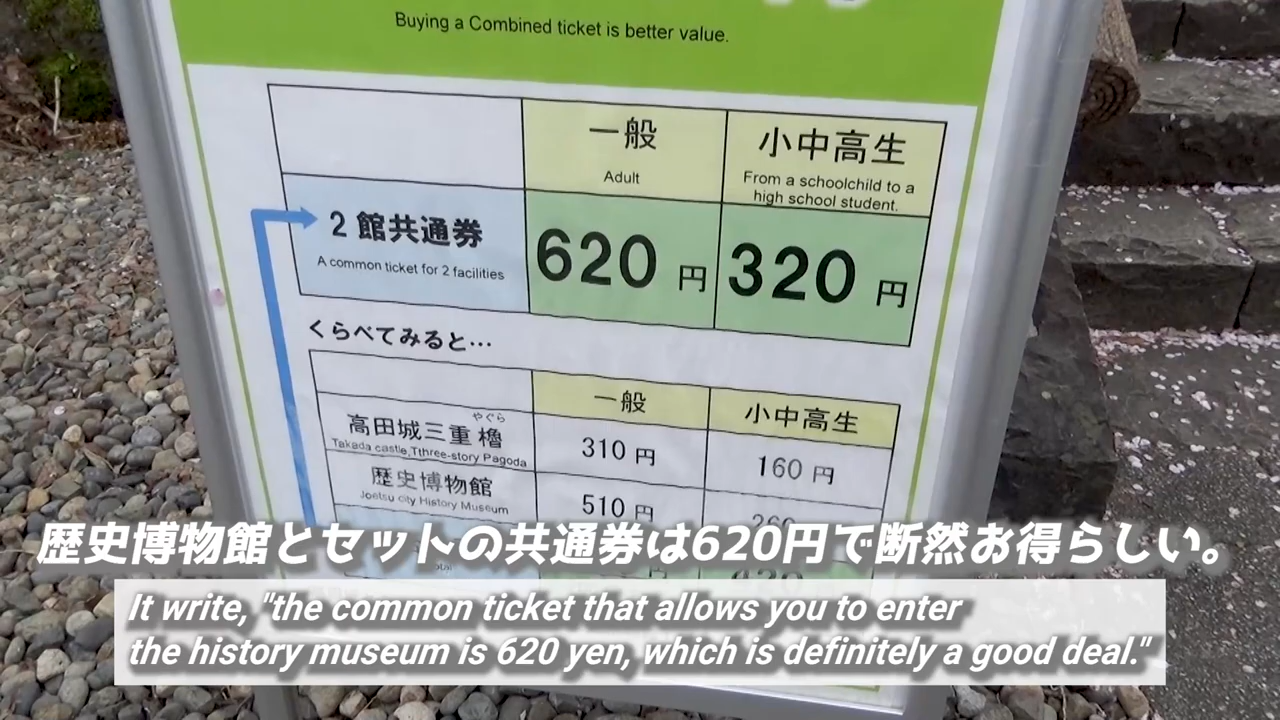 Buying a Combined ticket is better value.
一般
Adult
小中高生
From a schoolchild to a
high school student.
2館共通券
A common ticket for 2 facilities
620円
320円
くらべてみると…
一般
小中高生
やぐら
高田城三重櫓
Takada castle,Tthree-story Pagoda
310円
160円
歴史博物館
Joetsu city History Museum
510円
260
歴史博物館とセットの共通券は620円で断然お得らしい。
It write, "the common ticket that allows you to enter
the history museum is 620 yen, which is definitely a good deal."